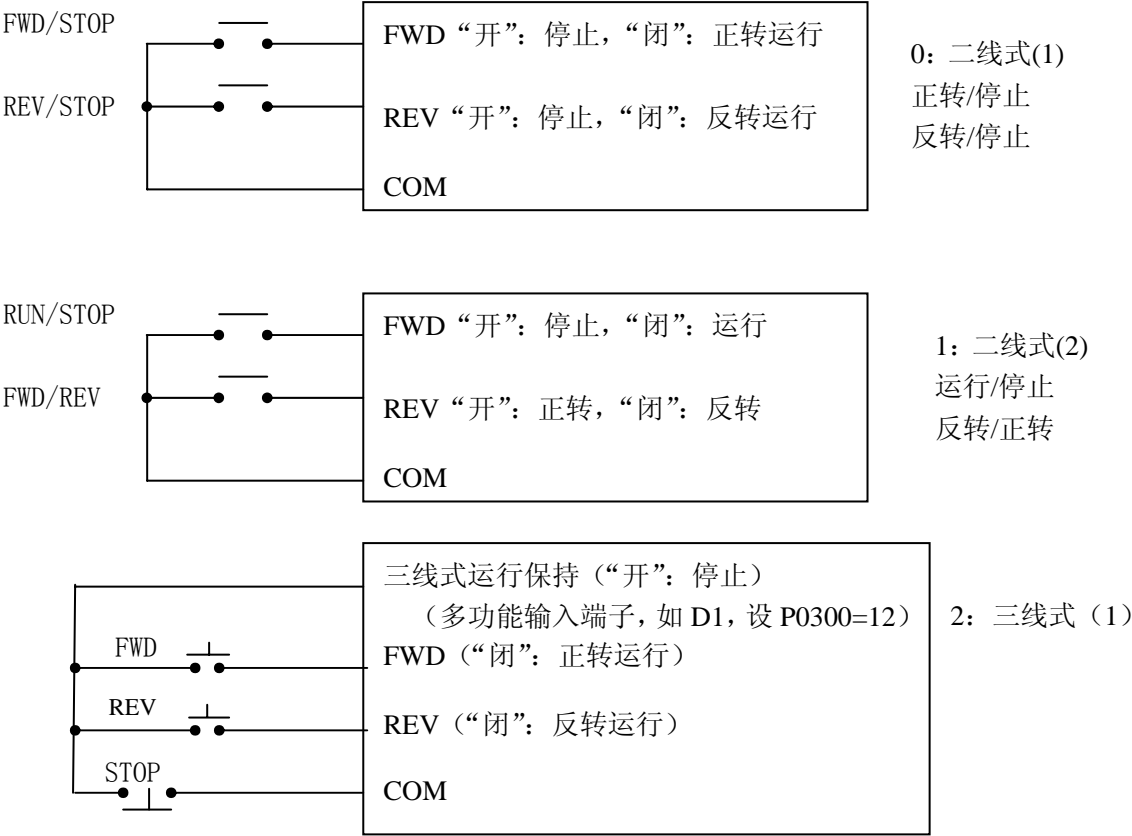 FWD/STOP
FWD“开”：停止，“闭”：正转运行
0：二线式(1)
正转/停止
反转/停止
REV/STOP
REV“开”：停止，“闭”：反转运行
COM
RUN/STOP
FWD“开”：停止，“闭”：运行
1：二线式(2)
运行/停止
反转/正转
FWD/REV
REV“开”：正转，“闭”：反转
COM
三线式运行保持（“开”：停止）
（多功能输入端子，如 D1，设 P0300=12）
2：三线式（1）
FWD
FWD（“闭”：正转运行）
REV
REV（“闭”：反转运行）
STOP
COM